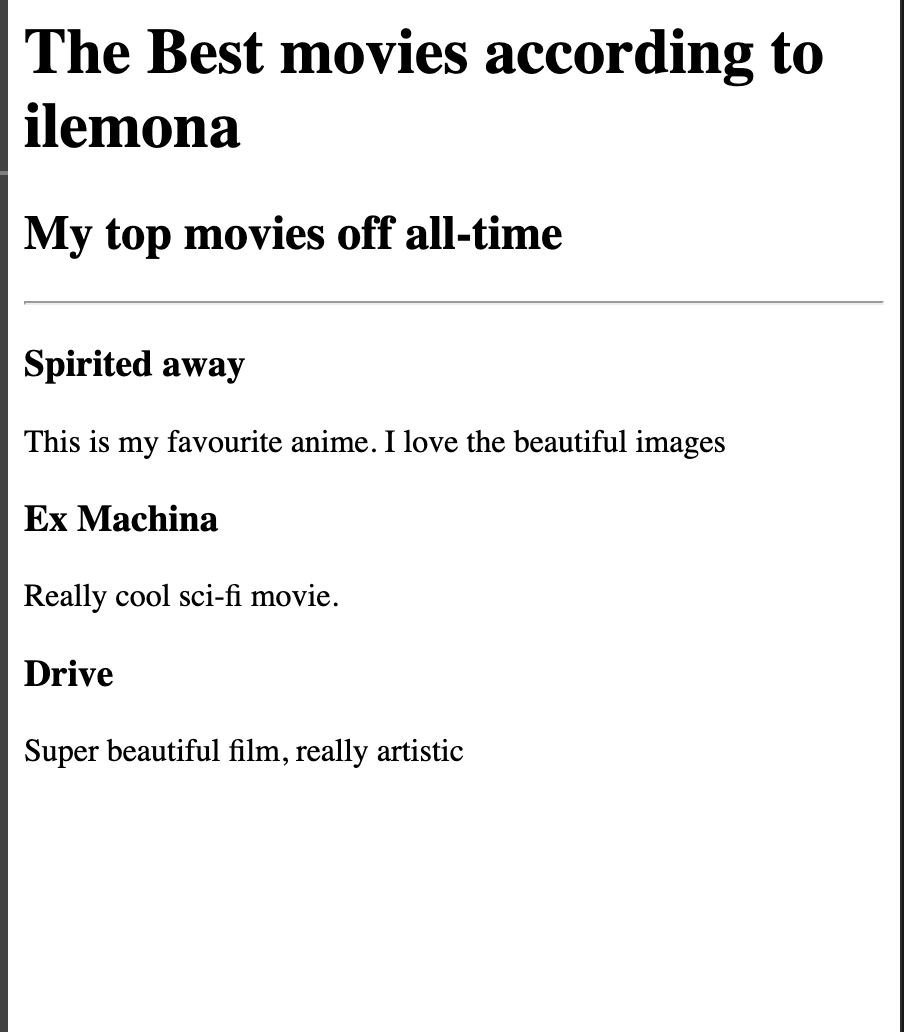 The Best movies according to
ilemona
My top movies off all-time
Spirited away
This is my favourite anime. I love the beautiful images
Ex Machina
Really cool sci-fi movie.
Drive
Super beautiful film, really artistic